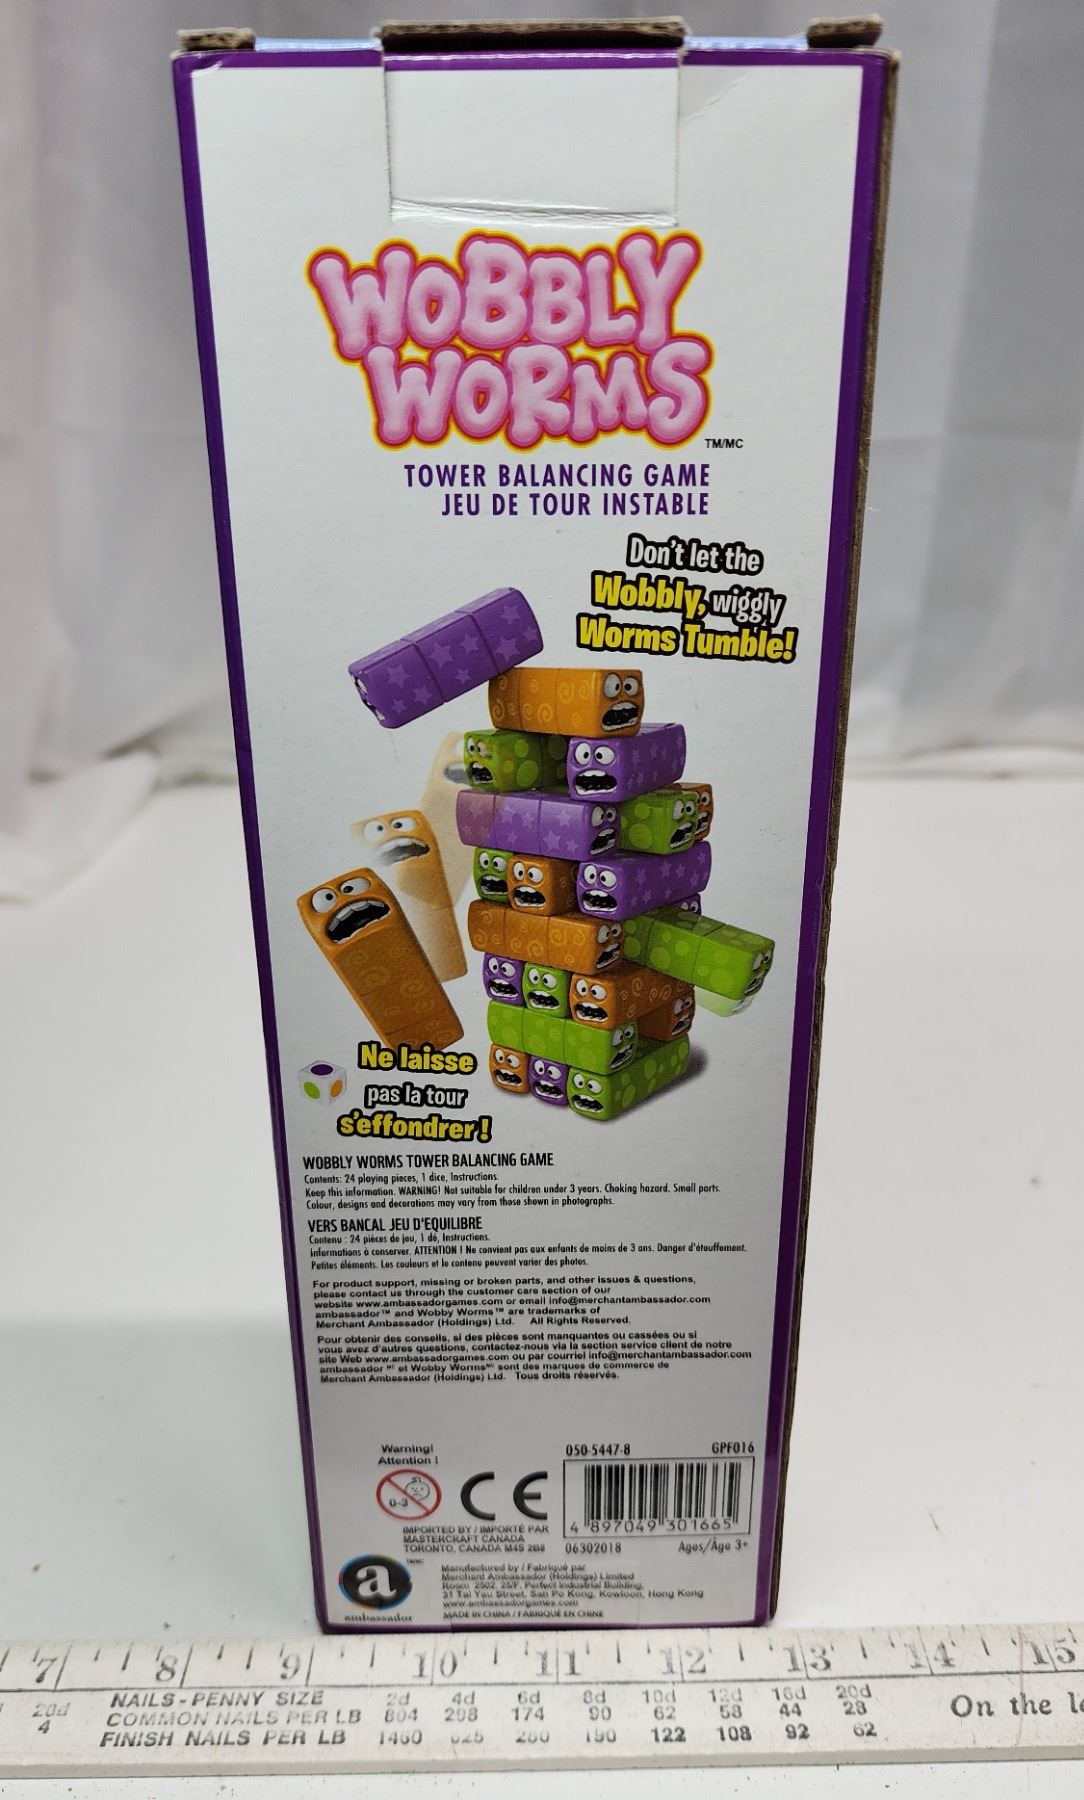 WOBBLY
WORMS
TM/MC
TOWER BALANCING GAME
JEU DE TOUR INSTABLE
Don't let the
Wobbly, wiggly
Worms Tumble!
Ne laisse
pas la tour
s'effondrer !
WOBBLY WORMS TOWER BALANCING GAME
Contents: 24 playing pieces, 1 dice, Instructions.
Keep this information. WARNING! Not suitable for children under 3 years. Choking hazard. Small parts.
Colour, designs and decorations may vary from those shown in photographs.
VERS BANCAL JEU D'EQUILIBRE
Contenu : 24 pièces de jeu, 1 dé, Instructions.
Informations à conserver. ATTENTION ! Ne convient pas aux enfants de moins de 3 ans. Danger d'étouffement.
Petites éléments. Les couleurs et le contenu peuvent varier des photos.
For product support, missing or broken parts, and other issues & questions,
please contact us through the customer care section of our
website www.ambassadorgames.com or email info@merchantambassador.com
ambassador™ and Wobby Worms™ are trademarks of
Merchant Ambassador (Holdings) Ltd. All Rights Reserved.
Pour obtenir des conseils, si des pièces sont manquantes ou cassées ou si
vous avez d'autres questions, contactez-nous via la section service client de notre
site Web www.ambassadorgames.com ou par courriel info@merchantambassador.com
ambassador MC et Wobby Worms MC sont des marques de commerce de
Merchant Ambassador (Holdings) Ltd. Tous droits réservés.
Warning!
Attention !
0-3
CE
050-5447-8 GPF016
4 897049 301665
06302018 Ages/Âge 3+
IMPORTED BY / IMPORTÉ PAR
MASTERCRAFT CANADA
TORONTO, CANADA M4S 2B8
a
ambassador
Manufactured by / Fabriqué par
Merchant Ambassador (Holdings) Limited
Room 2502, 25/F, Perfect Industrial Building,
31 Tai Yau Street, San Po Kong, Kowloon, Hong Kong
www.ambassadorgames.com
MADE IN CHINA / FABRIQUÉ EN CHINE
7 8 9 10 11 12 13 14 15
NAILS - PENNY SIZE 2d 4d 6d 8d 10d 12d 16d 20d
COMMON NAILS PER LB 804 298 174 90 62 58 44 28
FINISH NAILS PER LB 1400 190 122 108 92 62
20d
4
On the